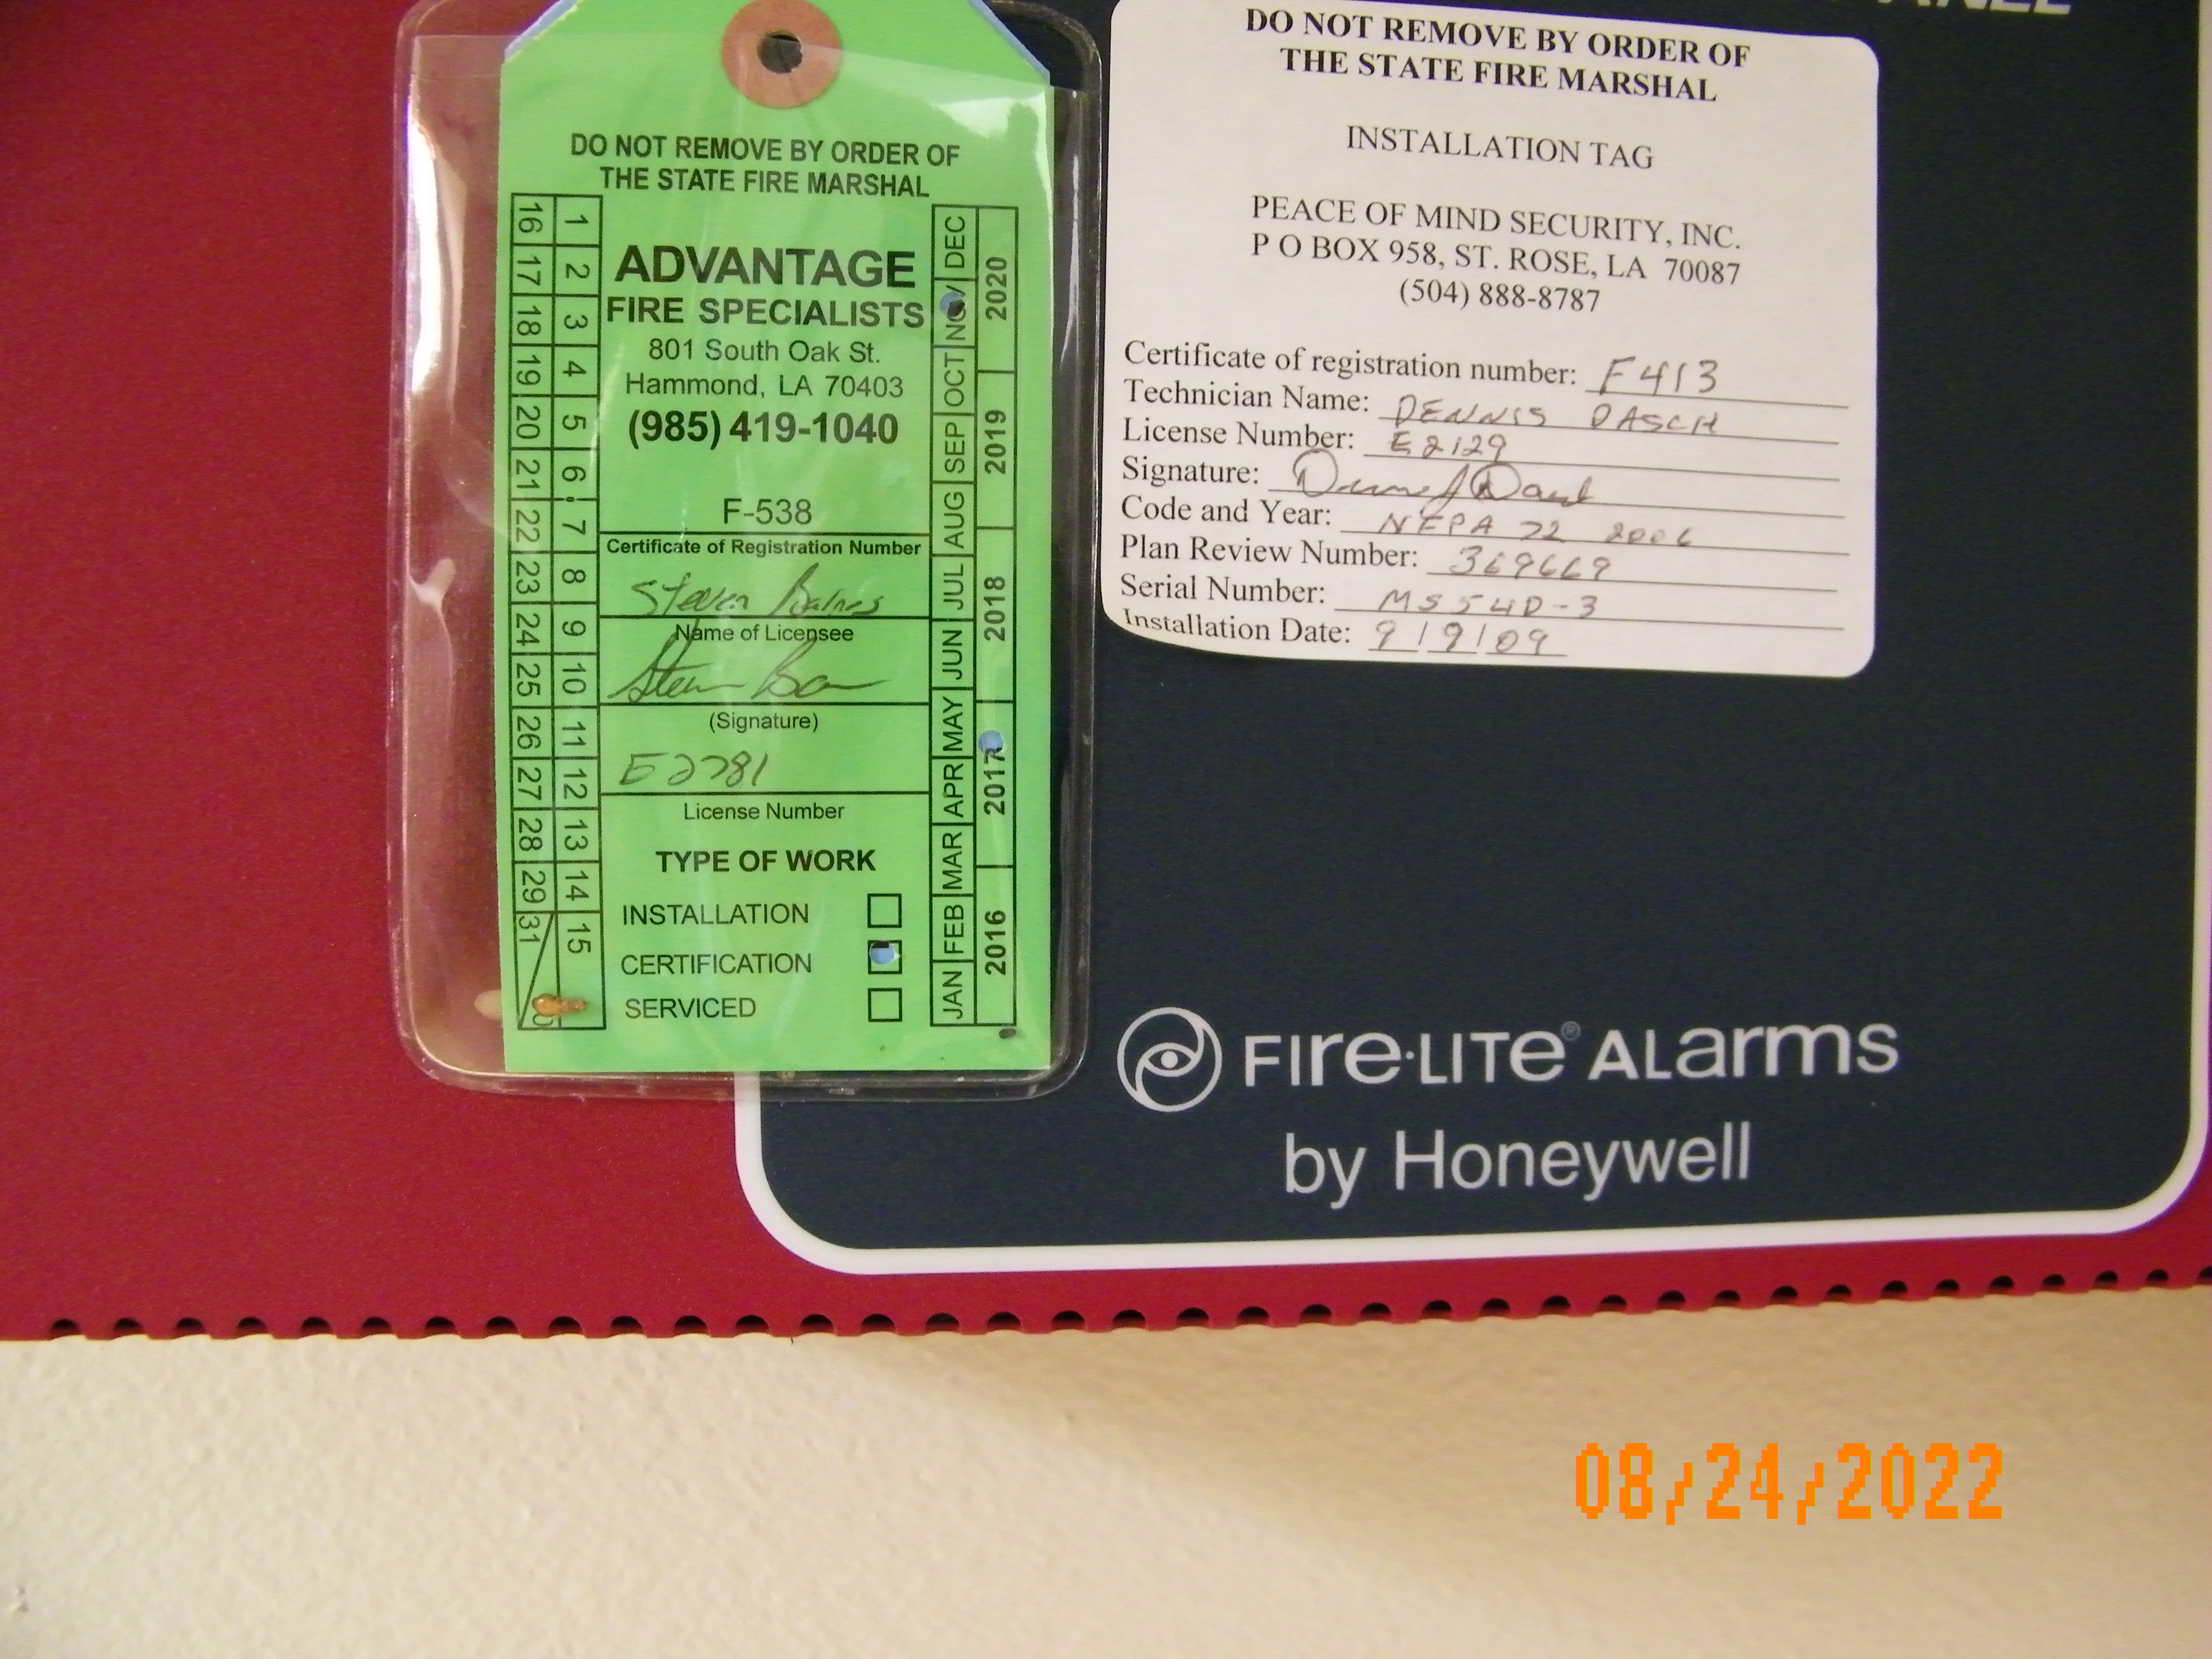 DO NOT REMOVE BY ORDER OF
THE STATE FIRE MARSHAL
ADVANTAGE
FIRE SPECIALISTS
801 South Oak St.
Hammond, LA 70403
(985) 419-1040
F-538
Certificate of Registration Number
Steven Baines
Name of Licensee
(Signature)
E2781
License Number
TYPE OF WORK
INSTALLATION
CERTIFICATION
SERVICED
1 2 3 4 5 6 7 8 9 10 11 12 13 14 15
16 17 18 19 20 21 22 23 24 25 26 27 28 29 31
JAN FEB MAR APR MAY JUN JUL AUG SEP OCT NOV DEC
2016 2017 2018 2019 2020
DO NOT REMOVE BY ORDER OF
THE STATE FIRE MARSHAL
INSTALLATION TAG
PEACE OF MIND SECURITY, INC.
P O BOX 958, ST. ROSE, LA 70087
(504) 888-8787
Certificate of registration number: F413
Technician Name: DENNIS DASCH
License Number: E2129
Signature:
Code and Year: NFPA 72 2006
Plan Review Number: 369669
Serial Number: MS54D-3
Installation Date: 9/9/09
FIRE·LITE® ALARMS
by Honeywell
08/24/2022